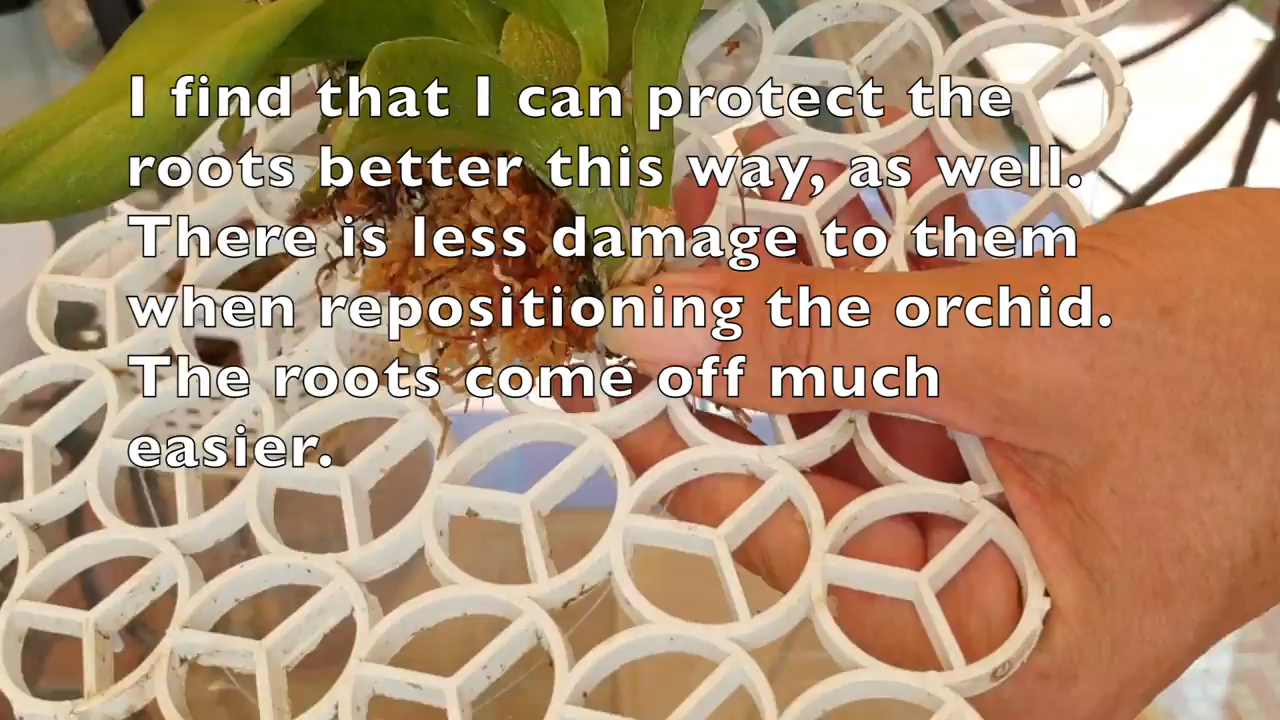 I find that I can protect the
roots better this way, as well.
There is less damage to them
when repositioning the orchid.
The roots come off much
easier.